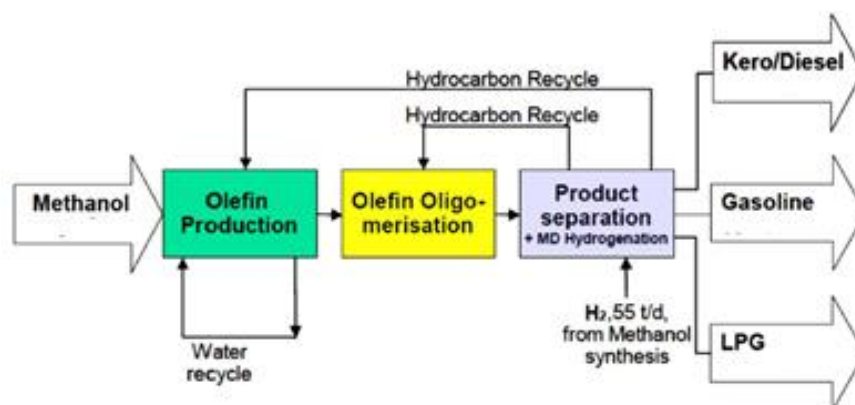 Kero/Diesel
Hydrocarbon Recycle
Hydrocarbon Recycle
Methanol
Olefin
Production
Olefin Oligo-
merisation
Product
separation
+ MD Hydrogenation
Gasoline
H₂,55 t/d,
from Methanol
synthesis
Water
recycle
LPG